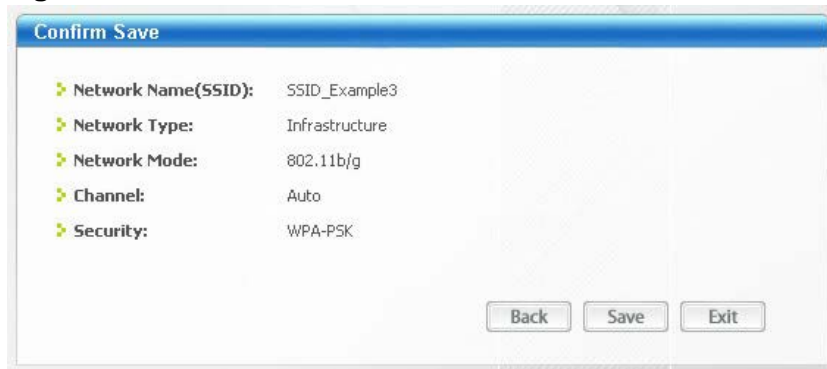 Confirm Save
Network Name(SSID): SSID_Example3
Network Type: Infrastructure
Network Mode: 802.11b/g
Channel: Auto
Security: WPA-PSK
Back Save Exit